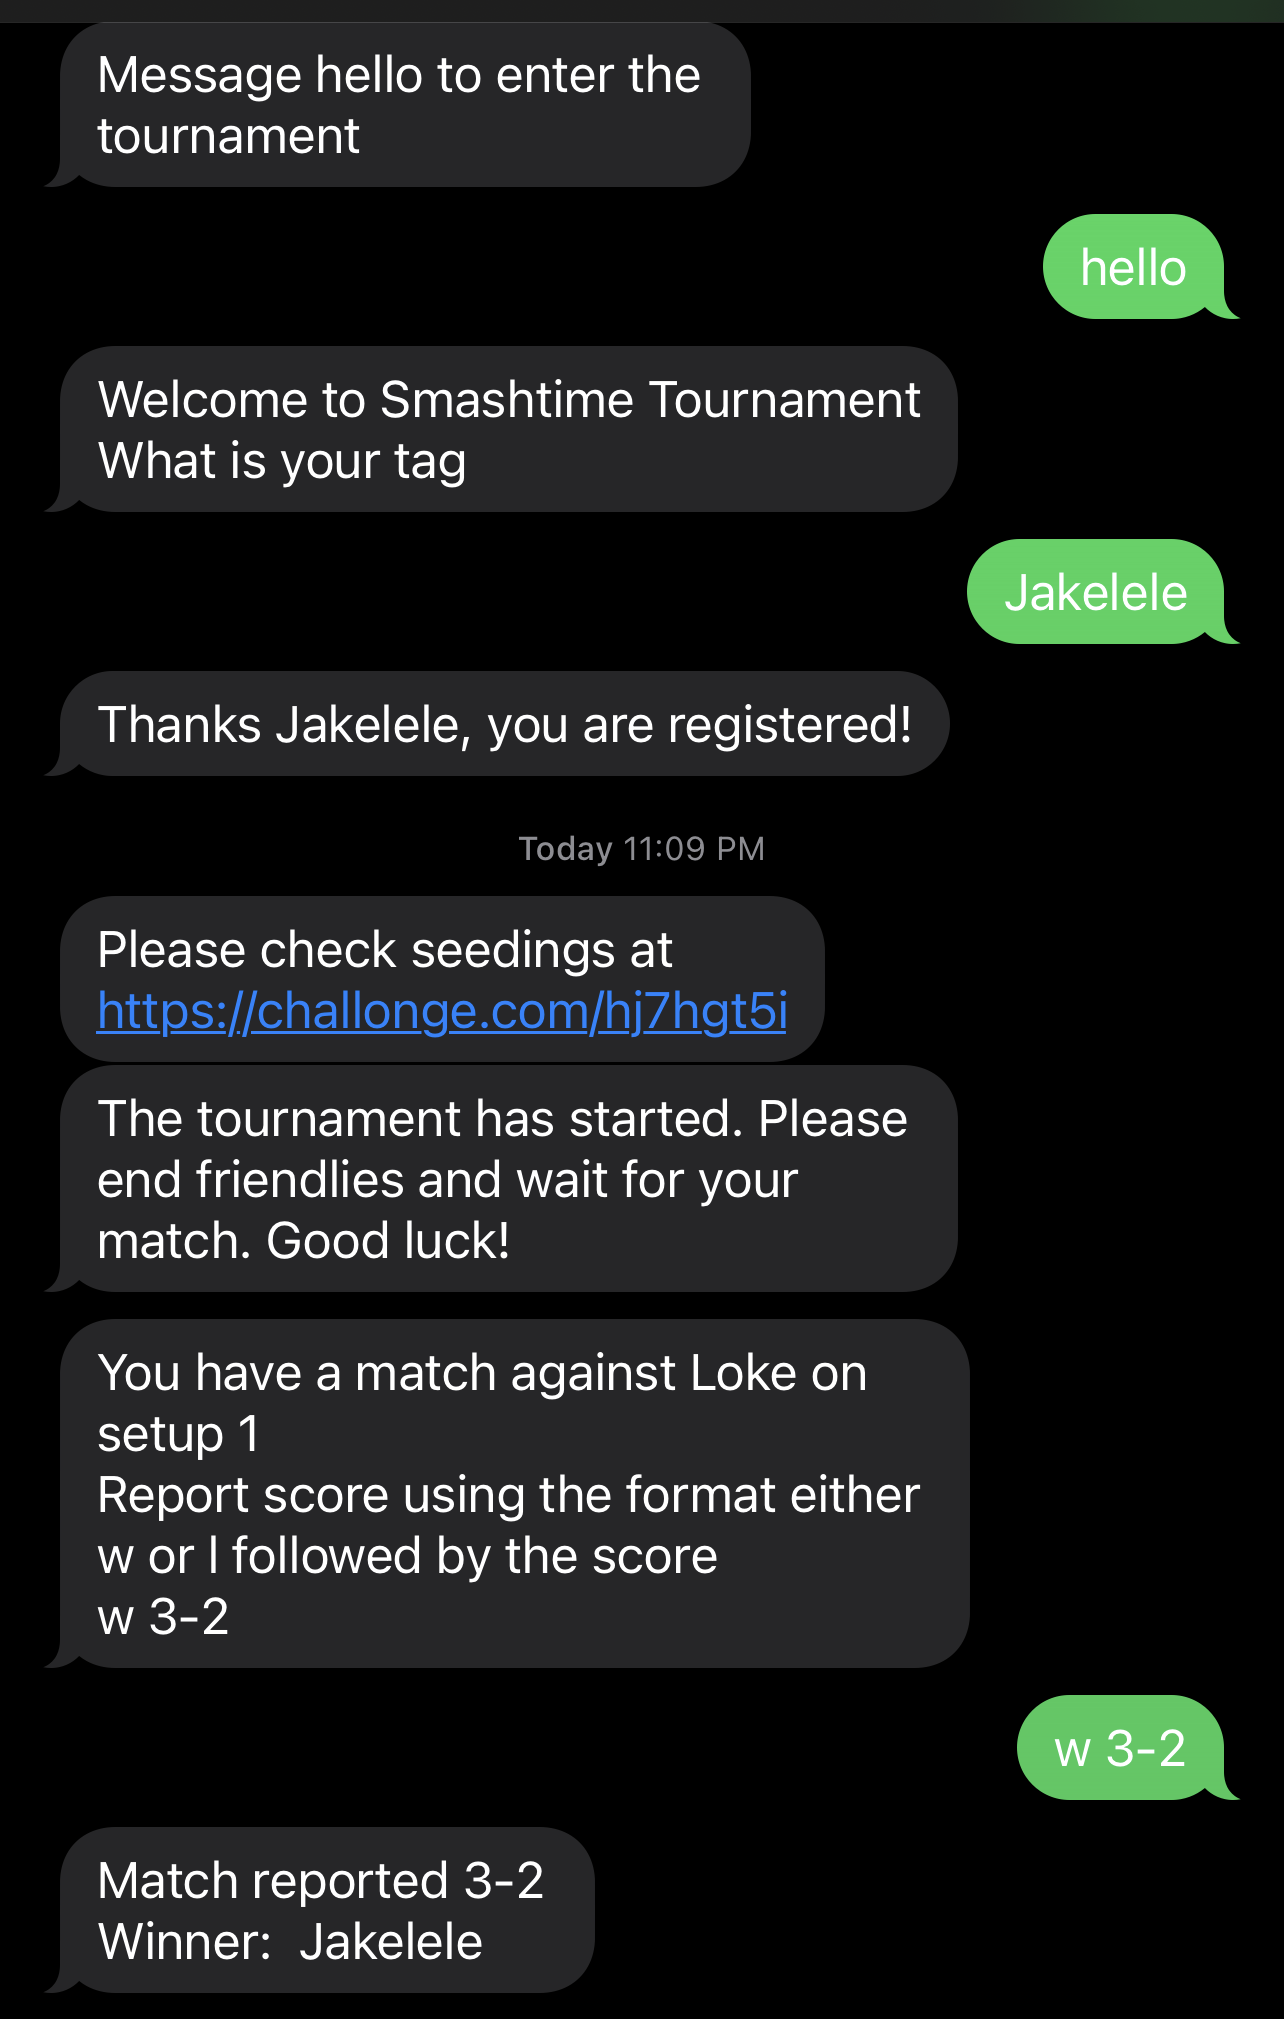 Message hello to enter the
tournament
hello
Welcome to Smashtime Tournament
What is your tag
Jakelele
Thanks Jakelele, you are registered!
Today 11:09 PM
Please check seedings at
https://challonge.com/hj7hgt5i
The tournament has started. Please
end friendlies and wait for your
match. Good luck!
You have a match against Loke on
setup 1
Report score using the format either
w or l followed by the score
w 3-2
w 3-2
Match reported 3-2
Winner:  Jakelele